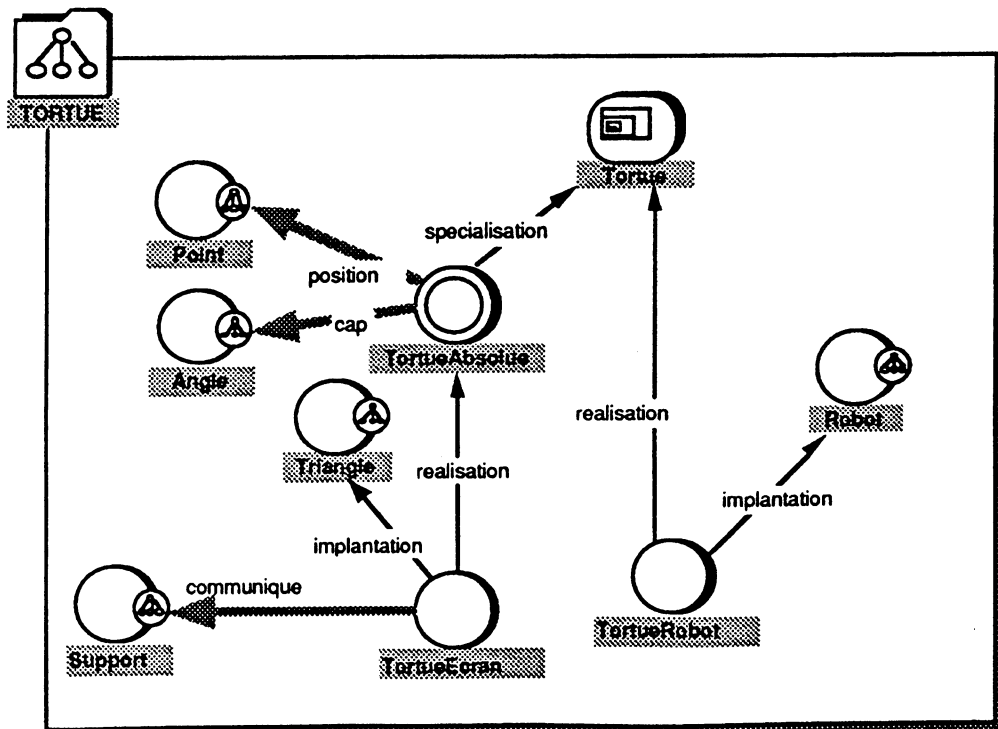 TORTUE
Tortue
Point
specialisation
position
Angle
cap
TortueAbsolue
Robot
realisation
Triangle
realisation
implantation
implantation
communique
Support
TortueEcran
TortueRobot